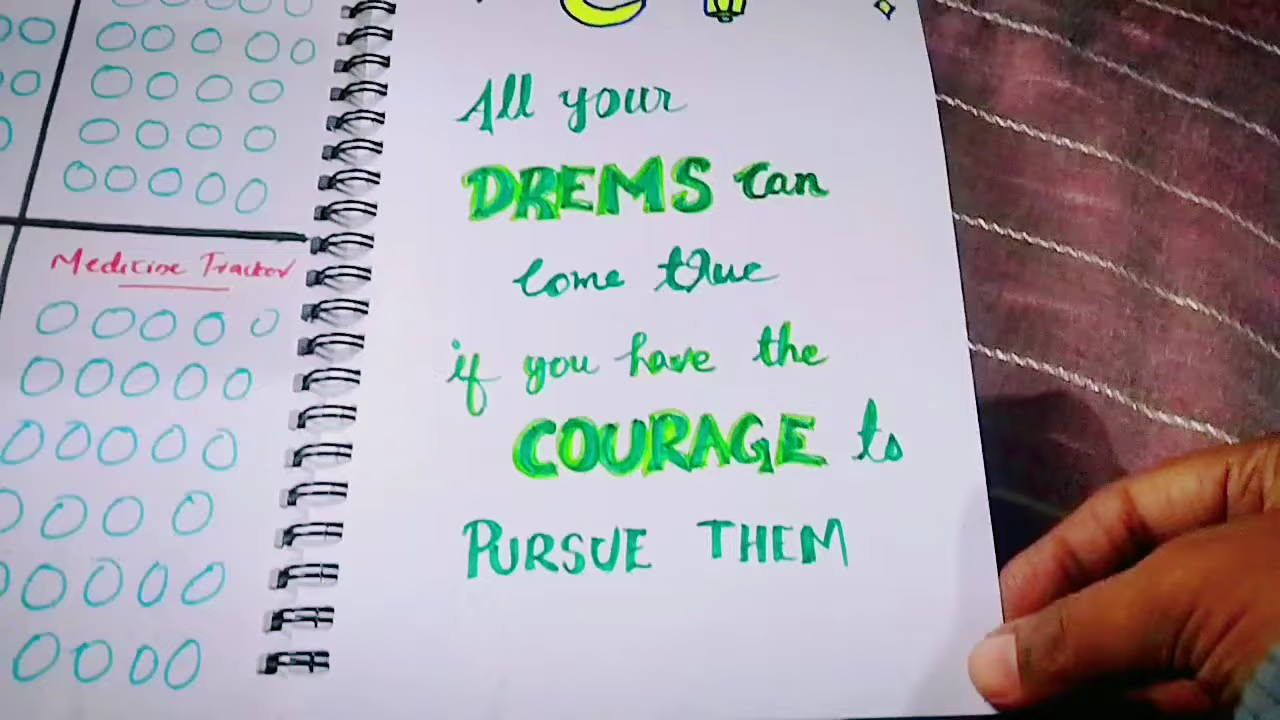 Medicine Tracker
All your
DREMS can
come true
if you have the
COURAGE to
PURSUE THEM